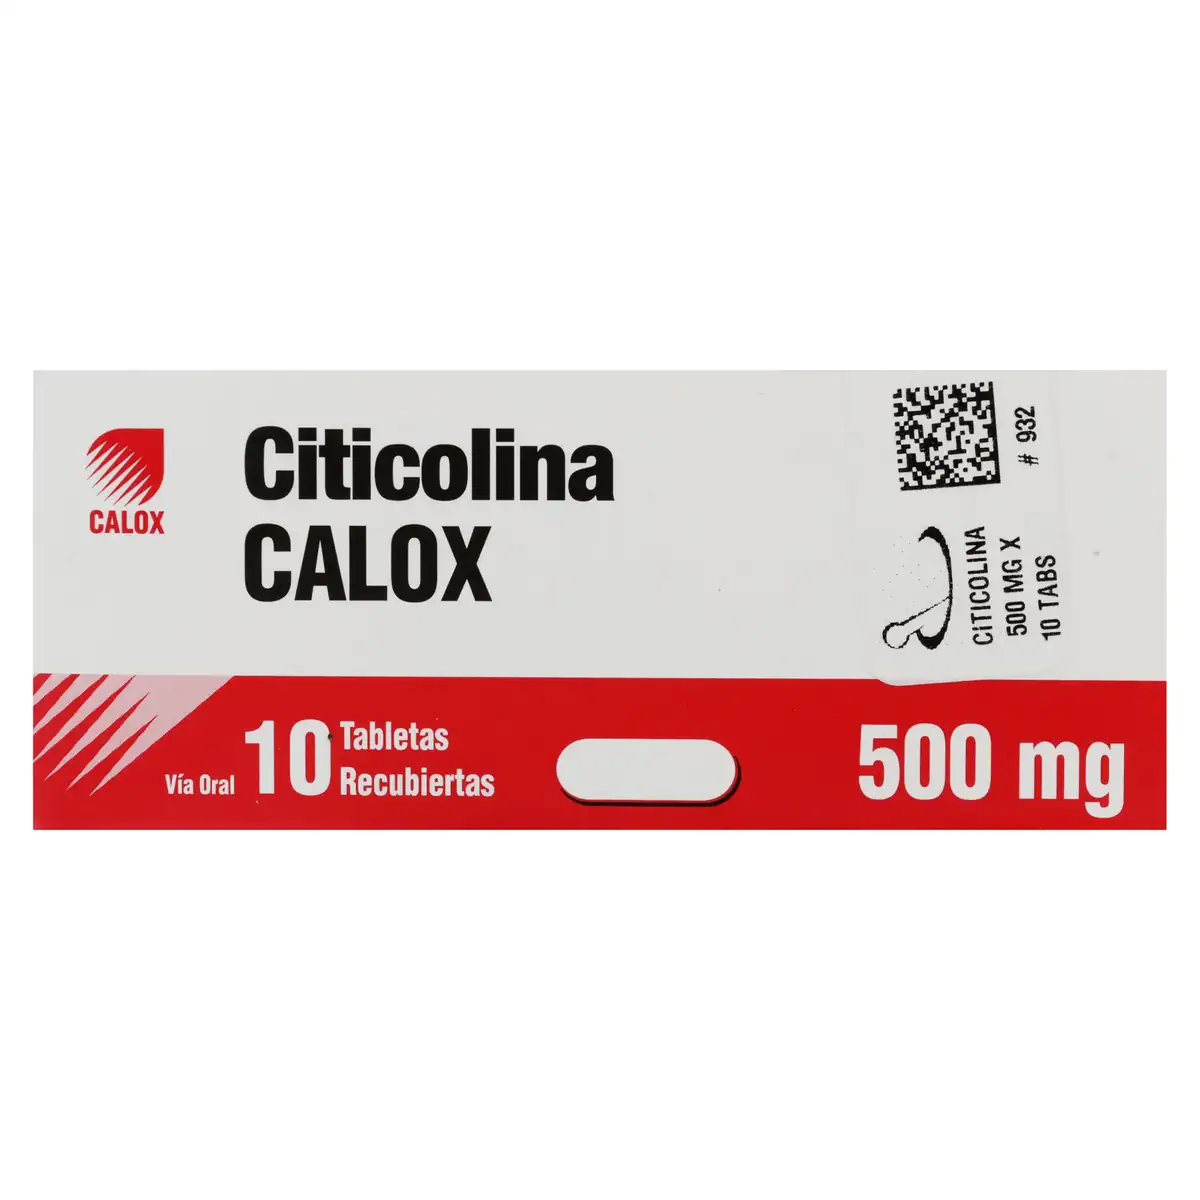 CALOX
Citicolina
CALOX
# 932
CITICOLINA
500 MG X
10 TABS
Vía Oral 10 Tabletas
Recubiertas
500 mg